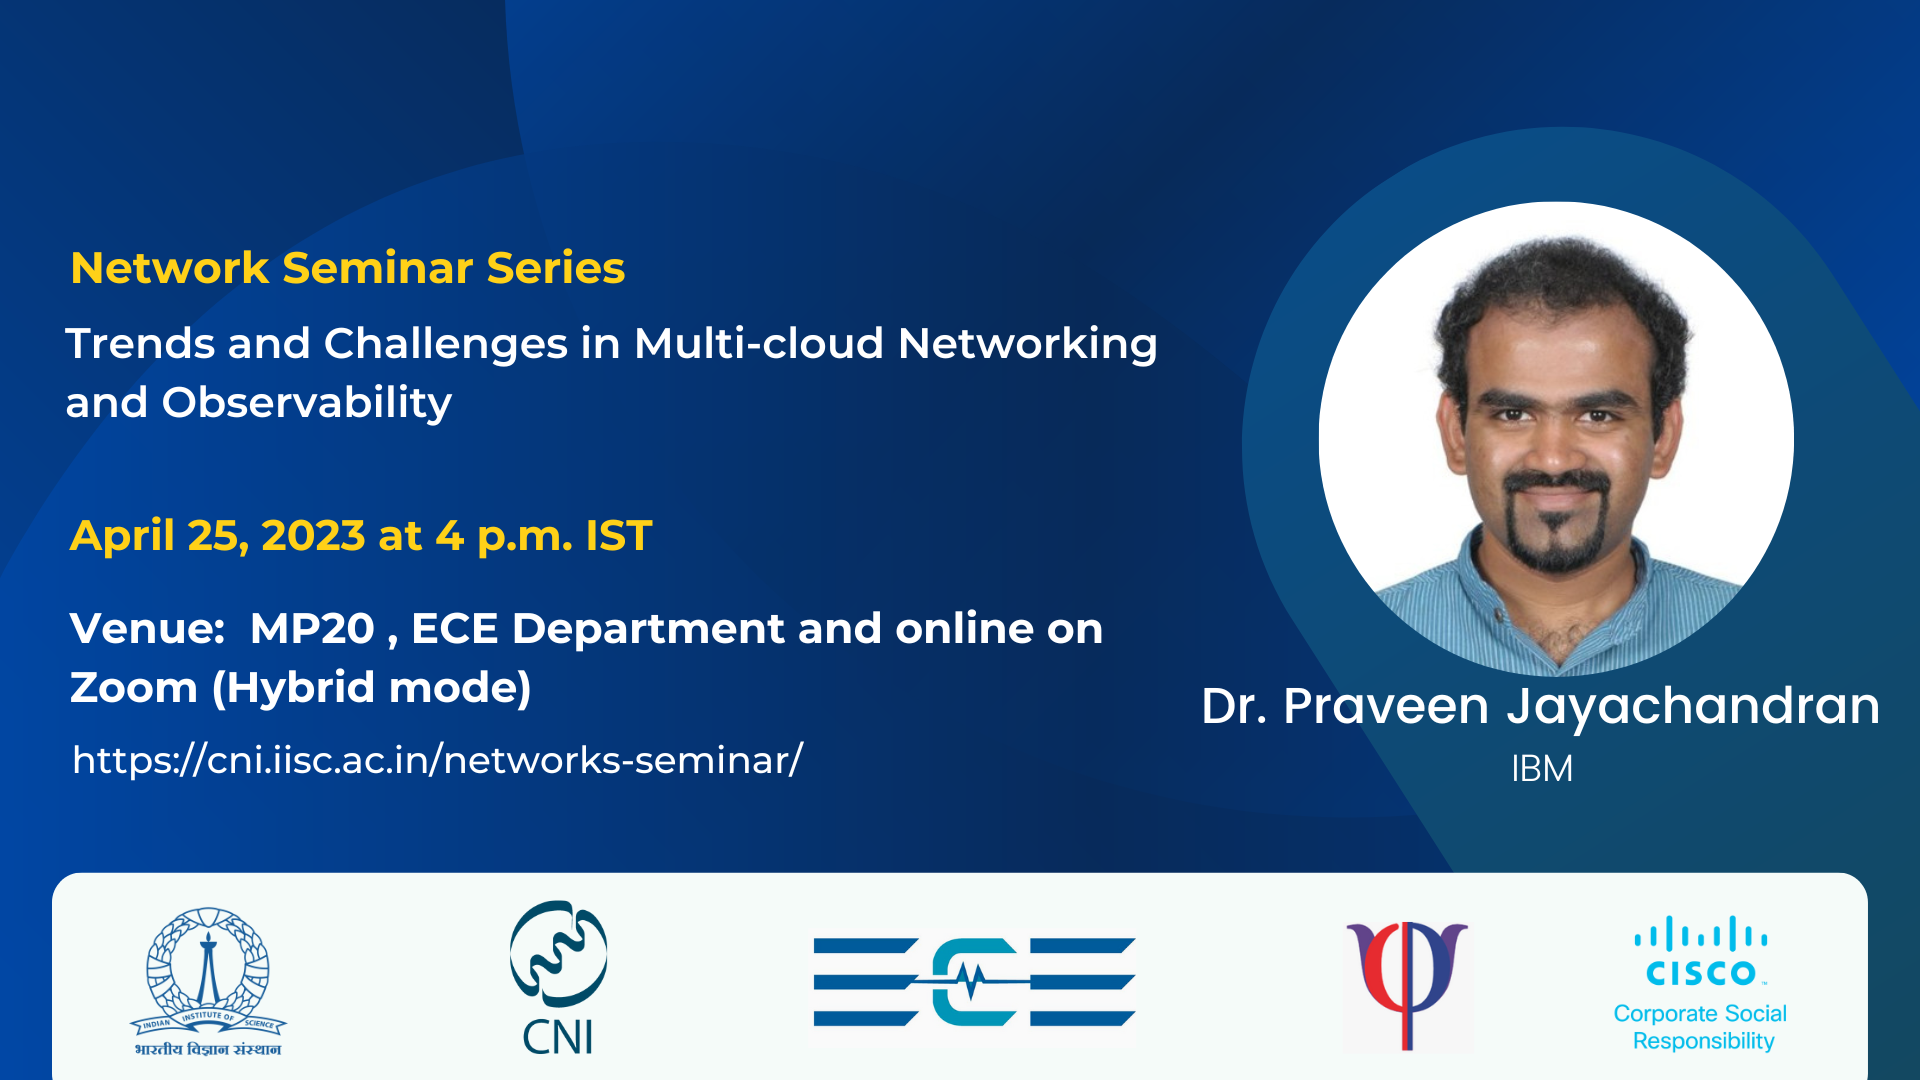 Network Seminar Series
Trends and Challenges in Multi-cloud Networking
and Observability
April 25, 2023 at 4 p.m. IST
Venue: MP20 , ECE Department and online on
Zoom (Hybrid mode)
https://cni.iisc.ac.in/networks-seminar/
Dr. Praveen Jayachandran
IBM
INDIAN INSTITUTE OF SCIENCE
भारतीय विज्ञान संस्थान
CNI
ECE
CISCO
Corporate Social
Responsibility